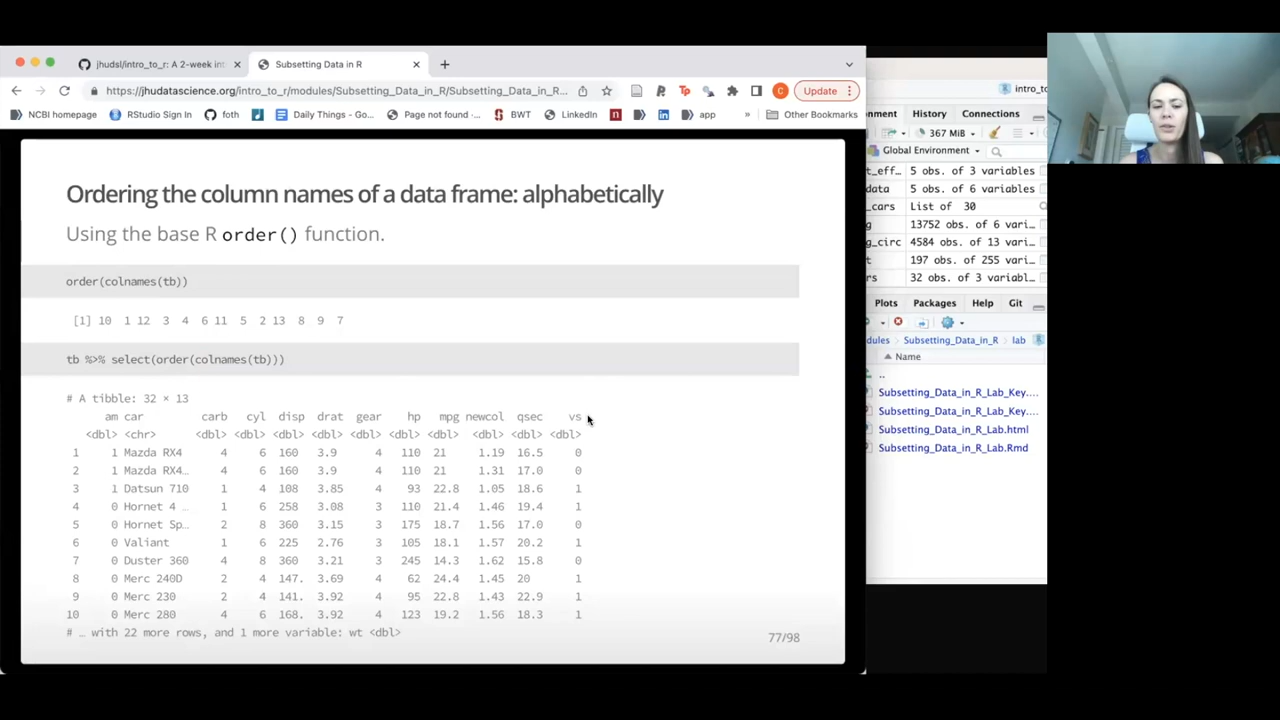 jhudsl/intro_to_r: A 2-week in
Subsetting Data in R
https://jhudatascience.org/intro_to_r/modules/Subsetting_Data_in_R/Subsetting_Data_in_R...
Update
NCBI homepage
RStudio Sign In
foth
Daily Things - Go...
Page not found ·...
BWT
LinkedIn
app
»
Other Bookmarks
Ordering the column names of a data frame: alphabetically
Using the base R order() function.
order(colnames(tb))
[1] 10 1 12 3 4 6 11 5 2 13 8 9 7
tb %>% select(order(colnames(tb)))
# A tibble: 32 × 13
am car carb cyl disp drat gear hp mpg newcol qsec vs
<dbl> <chr> <dbl> <dbl> <dbl> <dbl> <dbl> <dbl> <dbl> <dbl> <dbl> <dbl>
1 1 Mazda RX4 4 6 160 3.9 4 110 21 1.19 16.5 0
2 1 Mazda RX4… 4 6 160 3.9 4 110 21 1.31 17.0 0
3 1 Datsun 710 1 4 108 3.85 4 93 22.8 1.05 18.6 1
4 0 Hornet 4 … 1 6 258 3.08 3 110 21.4 1.46 19.4 1
5 0 Hornet Sp… 2 8 360 3.15 3 175 18.7 1.56 17.0 0
6 0 Valiant 1 6 225 2.76 3 105 18.1 1.57 20.2 1
7 0 Duster 360 4 8 360 3.21 3 245 14.3 1.62 15.8 0
8 0 Merc 240D 2 4 147. 3.69 4 62 24.4 1.45 20 1
9 0 Merc 230 2 4 141. 3.92 4 95 22.8 1.43 22.9 1
10 0 Merc 280 4 6 168. 3.92 4 123 19.2 1.56 18.3 1
# … with 22 more rows, and 1 more variable: wt <dbl>
77/98
intro_to
nment
History
Connections
367 MiB
Global Environment
t_eff… 5 obs. of 3 variables
data 5 obs. of 6 variables
_cars List of 30
g 13752 obs. of 6 vari…
g_circ 4584 obs. of 13 vari…
t 197 obs. of 255 vari…
rs 32 obs. of 3 variabl…
Plots
Packages
Help
Git
dules
Subsetting_Data_in_R
lab
Name
..
Subsetting_Data_in_R_Lab_Key....
Subsetting_Data_in_R_Lab_Key....
Subsetting_Data_in_R_Lab.html
Subsetting_Data_in_R_Lab.Rmd